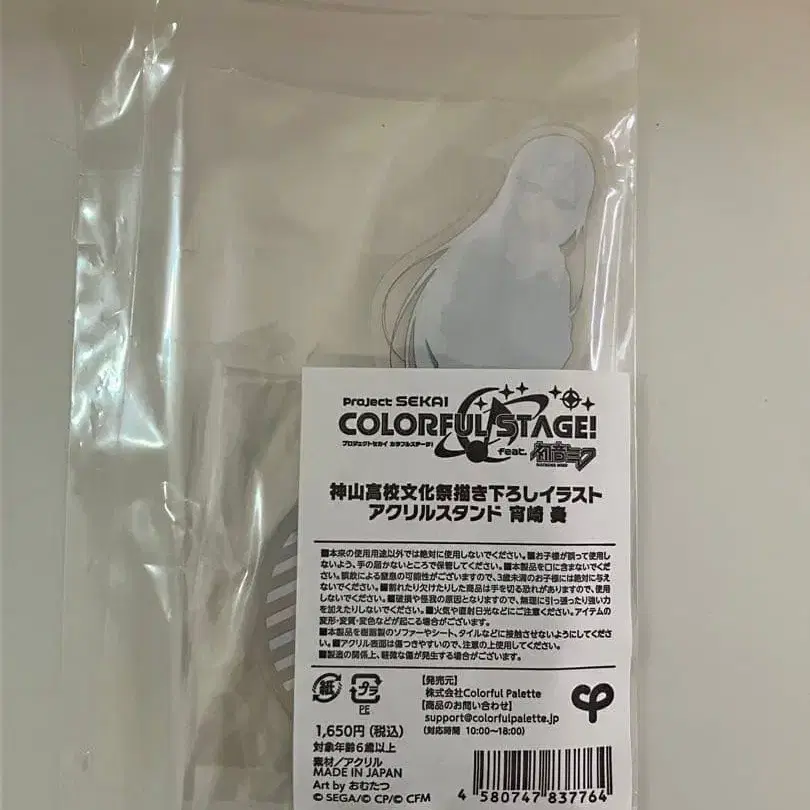 Project SEKAI
COLORFUL STAGE!
プロジェクトセカイ カラフルステージ!
feat. 初音ミク
HATSUNE MIKU
神山高校文化祭描き下ろしイラスト
アクリルスタンド 宵崎 奏
■本来の使用用途以外では絶対に使用しないでください。■お子様が誤って使用し
ないよう、手の届かないところで保管してください。■本製品を口に含まないでくだ
さい。誤飲による窒息の可能性がございますので、3歳未満のお子様には絶対に与え
ないでください。■割れたり欠けたりした商品は手を切る恐れがありますので、使用
しないでください。■破損や怪我の原因となりますので、無理に引っ張ったり強い力
を加えたりしないでください。■火気や直射日光などにご注意ください。アイテムの
変形・変質・変色などが起こる場合がございます。
■本製品を樹脂製のソファーやシート、タイルなどに接触させないようにしてくださ
い。■アクリル表面は傷つきやすいので、注意の上使用してください。
■製造の関係上、軽微な傷が発生する場合がございます。
紙
プラ
PE
【発売元】
株式会社Colorful Palette
【商品のお問い合わせ】
support@colorfulpalette.jp
(対応時間 10:00〜18:00)
cp
1,650円(税込)
対象年齢6歳以上
素材/アクリル
MADE IN JAPAN
Art by おむたつ
© SEGA/© CP/© CFM
4 580747 837764